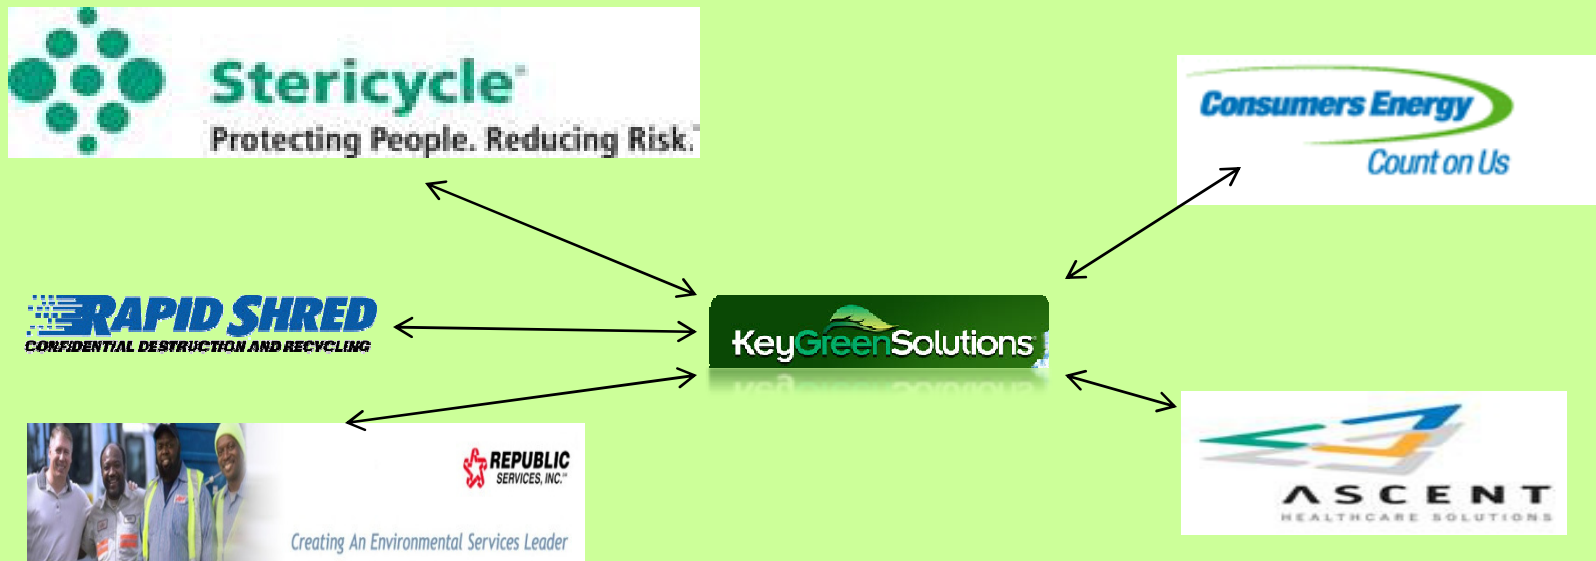 Stericycle
Protecting People. Reducing Risk.
Consumers Energy
Count on Us
RAPID SHRED
CONFIDENTIAL DESTRUCTION AND RECYCLING
KeyGreenSolutions
REPUBLIC
SERVICES, INC.
Creating An Environmental Services Leader
ASCENT
HEALTHCARE SOLUTIONS